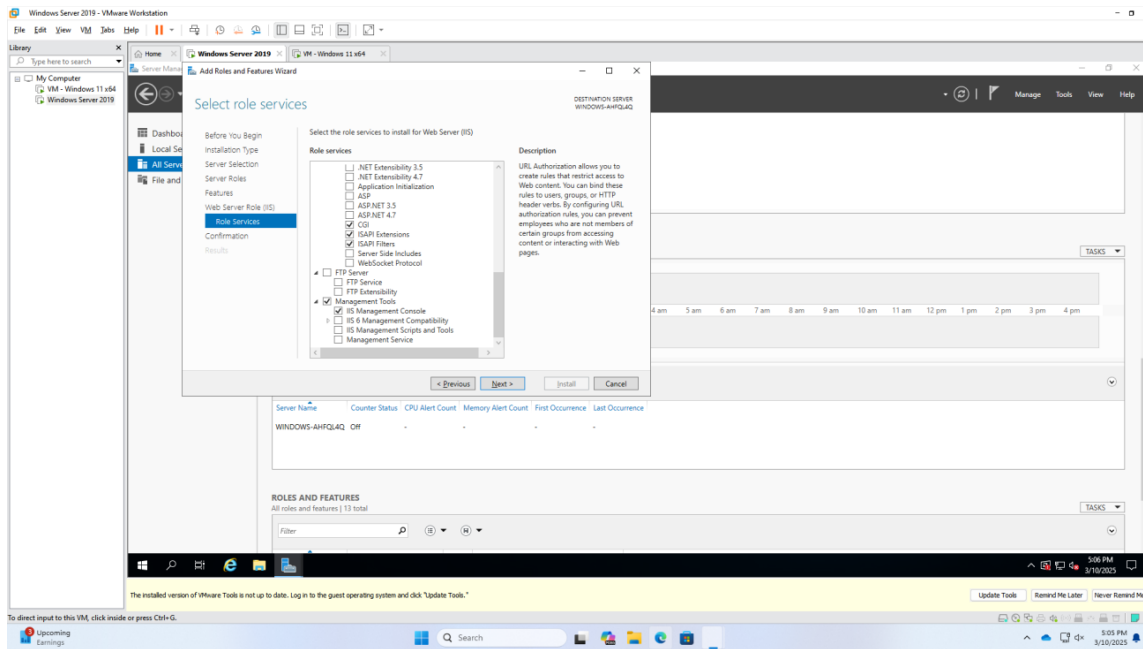 Windows Server 2019 - VMware Workstation
File Edit View VM Tabs Help
Library
Type here to search
My Computer
VM - Windows 11 x64
Windows Server 2019
Home
Windows Server 2019
VM - Windows 11 x64
Server Mana
Add Roles and Features Wizard
Manage Tools View Help
Dashboa
Local Se
All Serve
File and
Select role services
DESTINATION SERVER
WINDOWS-AHFQL4Q
Before You Begin
Installation Type
Server Selection
Server Roles
Features
Web Server Role (IIS)
Role Services
Confirmation
Results
Select the role services to install for Web Server (IIS)
Role services
.NET Extensibility 3.5
.NET Extensibility 4.7
Application Initialization
ASP
ASP.NET 3.5
ASP.NET 4.7
CGI
ISAPI Extensions
ISAPI Filters
Server Side Includes
WebSocket Protocol
FTP Server
FTP Service
FTP Extensibility
Management Tools
IIS Management Console
IIS 6 Management Compatibility
IIS Management Scripts and Tools
Management Service
Description
URL Authorization allows you to
create rules that restrict access to
Web content. You can bind these
rules to users, groups, or HTTP
header verbs. By configuring URL
authorization rules, you can prevent
employees who are not members of
certain groups from accessing
content or interacting with Web
pages.
< Previous Next > Install Cancel
TASKS
4 am 5 am 6 am 7 am 8 am 9 am 10 am 11 am 12 pm 1 pm 2 pm 3 pm 4 pm
Server Name Counter Status CPU Alert Count Memory Alert Count First Occurrence Last Occurrence
WINDOWS-AHFQL4Q Off - - - -
ROLES AND FEATURES
All roles and features | 13 total
TASKS
Filter
5:06 PM
3/10/2025
The installed version of VMware Tools is not up to date. Log in to the guest operating system and click "Update Tools."
Update Tools Remind Me Later Never Remind M
To direct input to this VM, click inside or press Ctrl+G.
3
Upcoming
Earnings
Search
5:05 PM
3/10/2025